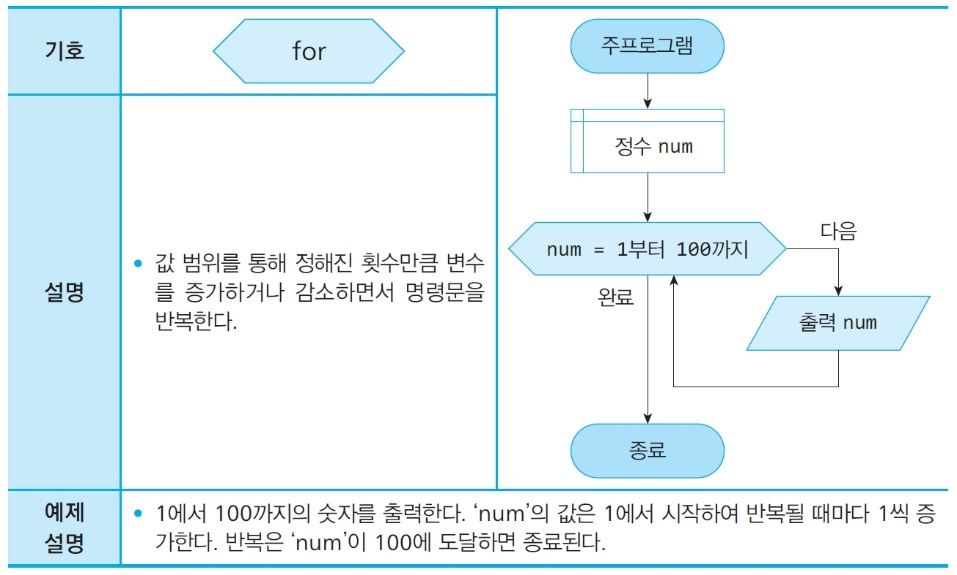 기호
for
설명
• 값 범위를 통해 정해진 횟수만큼 변수
를 증가하거나 감소하면서 명령문을
반복한다.
주프로그램
정수 num
num = 1부터 100까지
다음
완료
출력 num
종료
예제
설명
• 1에서 100까지의 숫자를 출력한다. ‘num’의 값은 1에서 시작하여 반복될 때마다 1씩 증
가한다. 반복은 ‘num’이 100에 도달하면 종료된다.